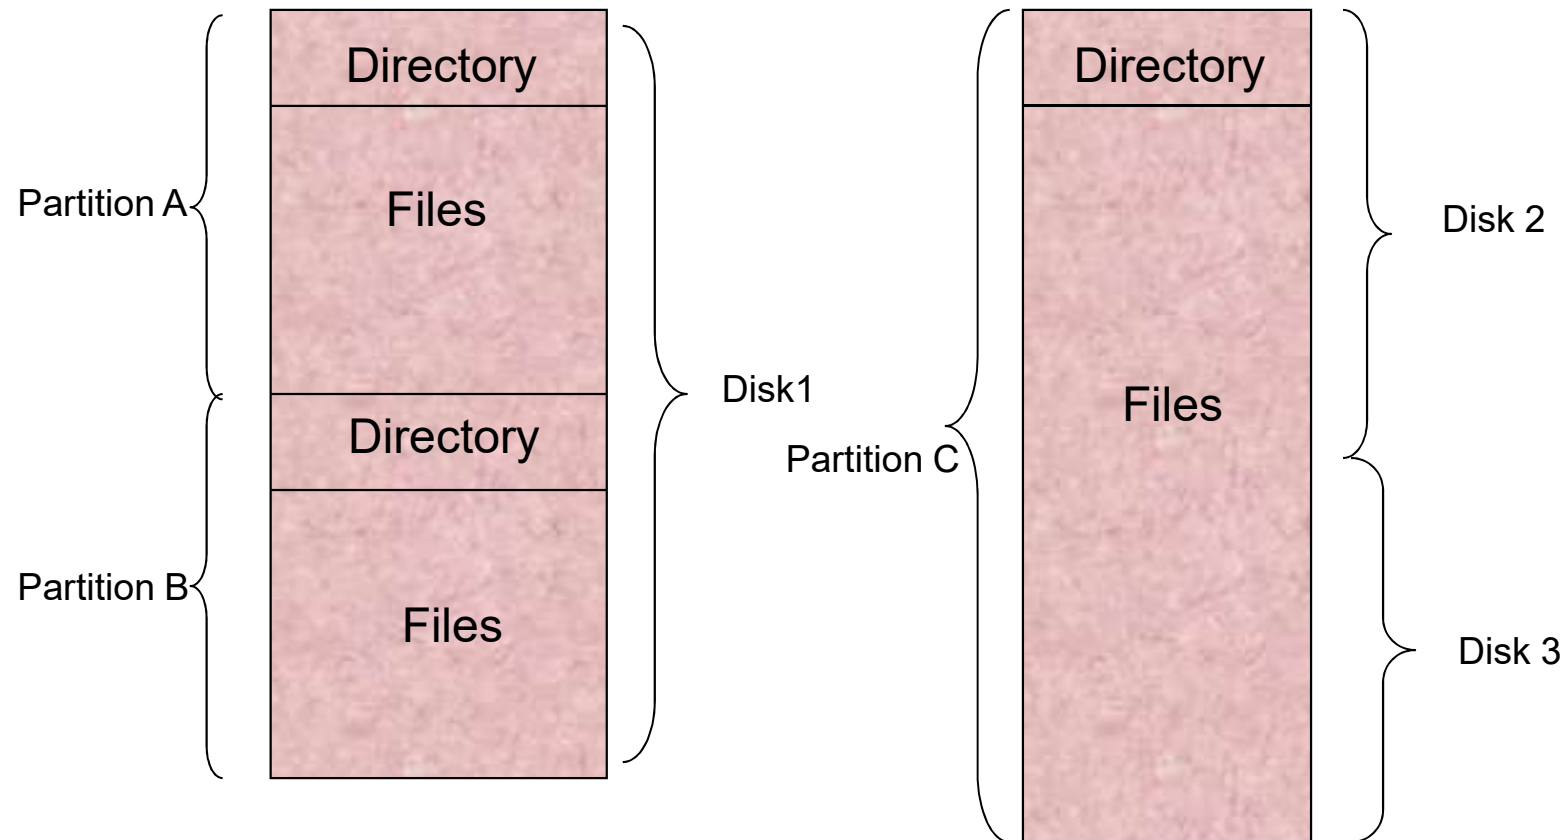 Directory
Partition A
Files
Disk1
Directory
Partition B
Files
Directory
Disk 2
Files
Partition C
Disk 3